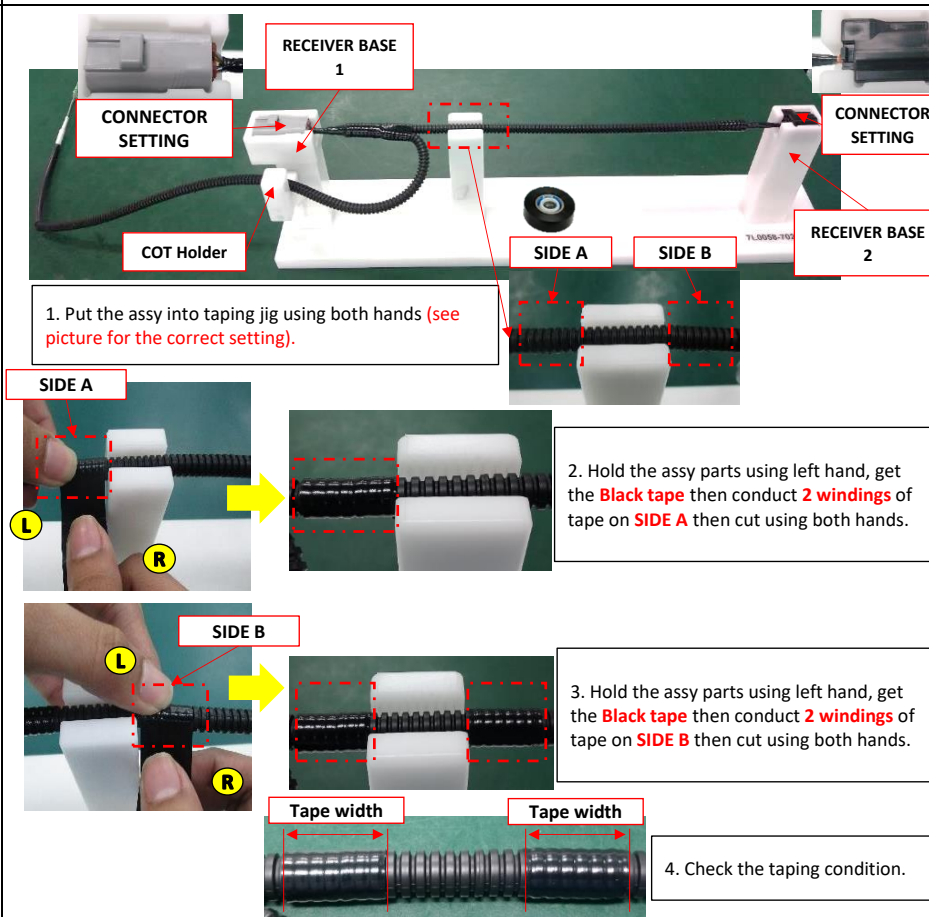 RECEIVER BASE
1
CONNECTOR
SETTING
CONNECTOR
SETTING
COT Holder
RECEIVER BASE
2
SIDE A
SIDE B
1. Put the assy into taping jig using both hands (see
picture for the correct setting).
SIDE A
L
R
2. Hold the assy parts using left hand, get
the Black tape then conduct 2 windings of
tape on SIDE A then cut using both hands.
SIDE B
L
R
3. Hold the assy parts using left hand, get
the Black tape then conduct 2 windings of
tape on SIDE B then cut using both hands.
Tape width
Tape width
4. Check the taping condition.